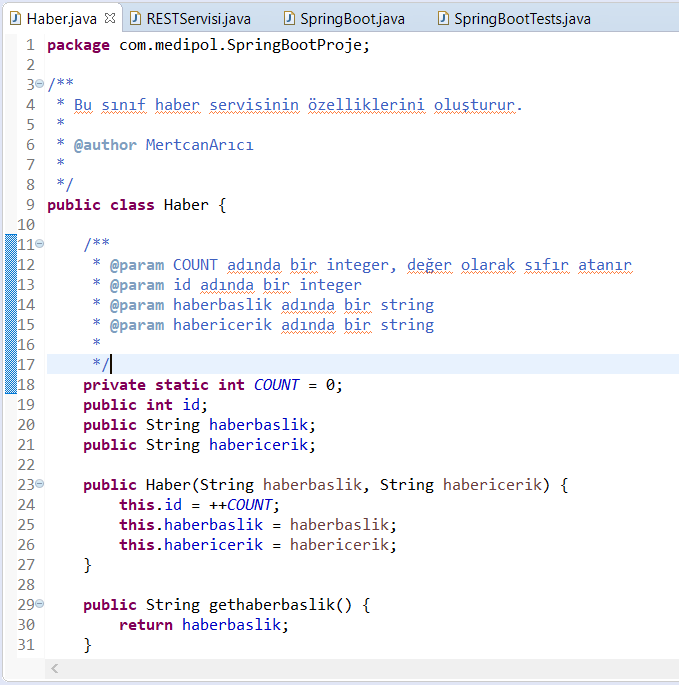 Haber.java RESTServisi.java SpringBoot.java SpringBootTests.java
1 package com.medipol.SpringBootProje;
2
3 /**
4 * Bu sınıf haber servisinin özelliklerini oluşturur.
5 *
6 * @author MertcanArıcı
7 *
8 */
9 public class Haber {
10
11 /**
12 * @param COUNT adında bir integer, değer olarak sıfır atanır
13 * @param id adında bir integer
14 * @param haberbaslik adında bir string
15 * @param habericerik adında bir string
16 *
17 */
18 private static int COUNT = 0;
19 public int id;
20 public String haberbaslik;
21 public String habericerik;
22
23 public Haber(String haberbaslik, String habericerik) {
24 this.id = ++COUNT;
25 this.haberbaslik = haberbaslik;
26 this.habericerik = habericerik;
27 }
28
29 public String gethaberbaslik() {
30 return haberbaslik;
31 }